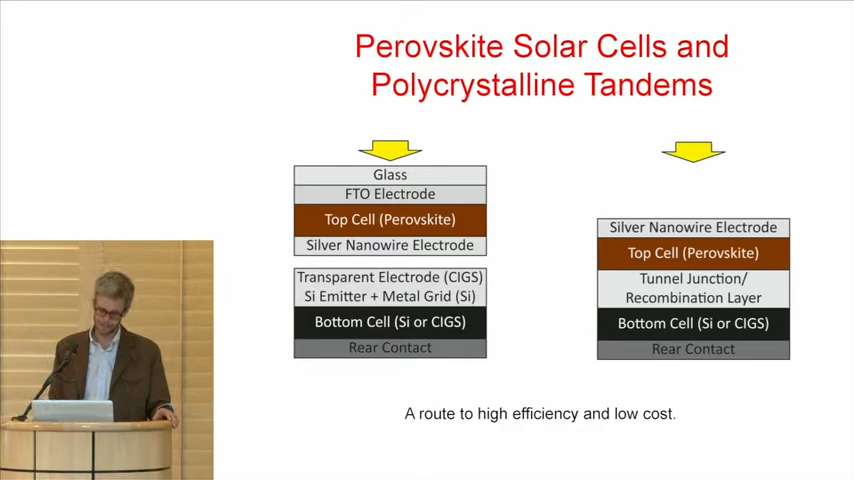 Perovskite Solar Cells and
Polycrystalline Tandems
Glass
FTO Electrode
Top Cell (Perovskite)
Silver Nanowire Electrode
Transparent Electrode (CIGS)
Si Emitter + Metal Grid (Si)
Bottom Cell (Si or CIGS)
Rear Contact
Silver Nanowire Electrode
Top Cell (Perovskite)
Tunnel Junction/
Recombination Layer
Bottom Cell (Si or CIGS)
Rear Contact
A route to high efficiency and low cost.